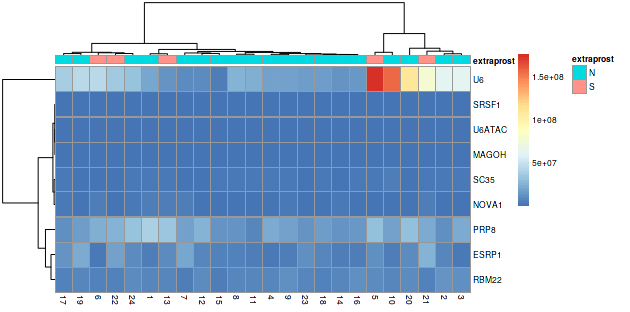 extraprost
extraprost
N
S
U6
SRSF1
U6ATAC
MAGOH
SC35
NOVA1
PRP8
ESRP1
RBM22
1.5e+08
1e+08
5e+07
17 19 6 22 24 1 13 7 12 15 8 11 4 9 23 18 14 16 5 10 20 21 2 3